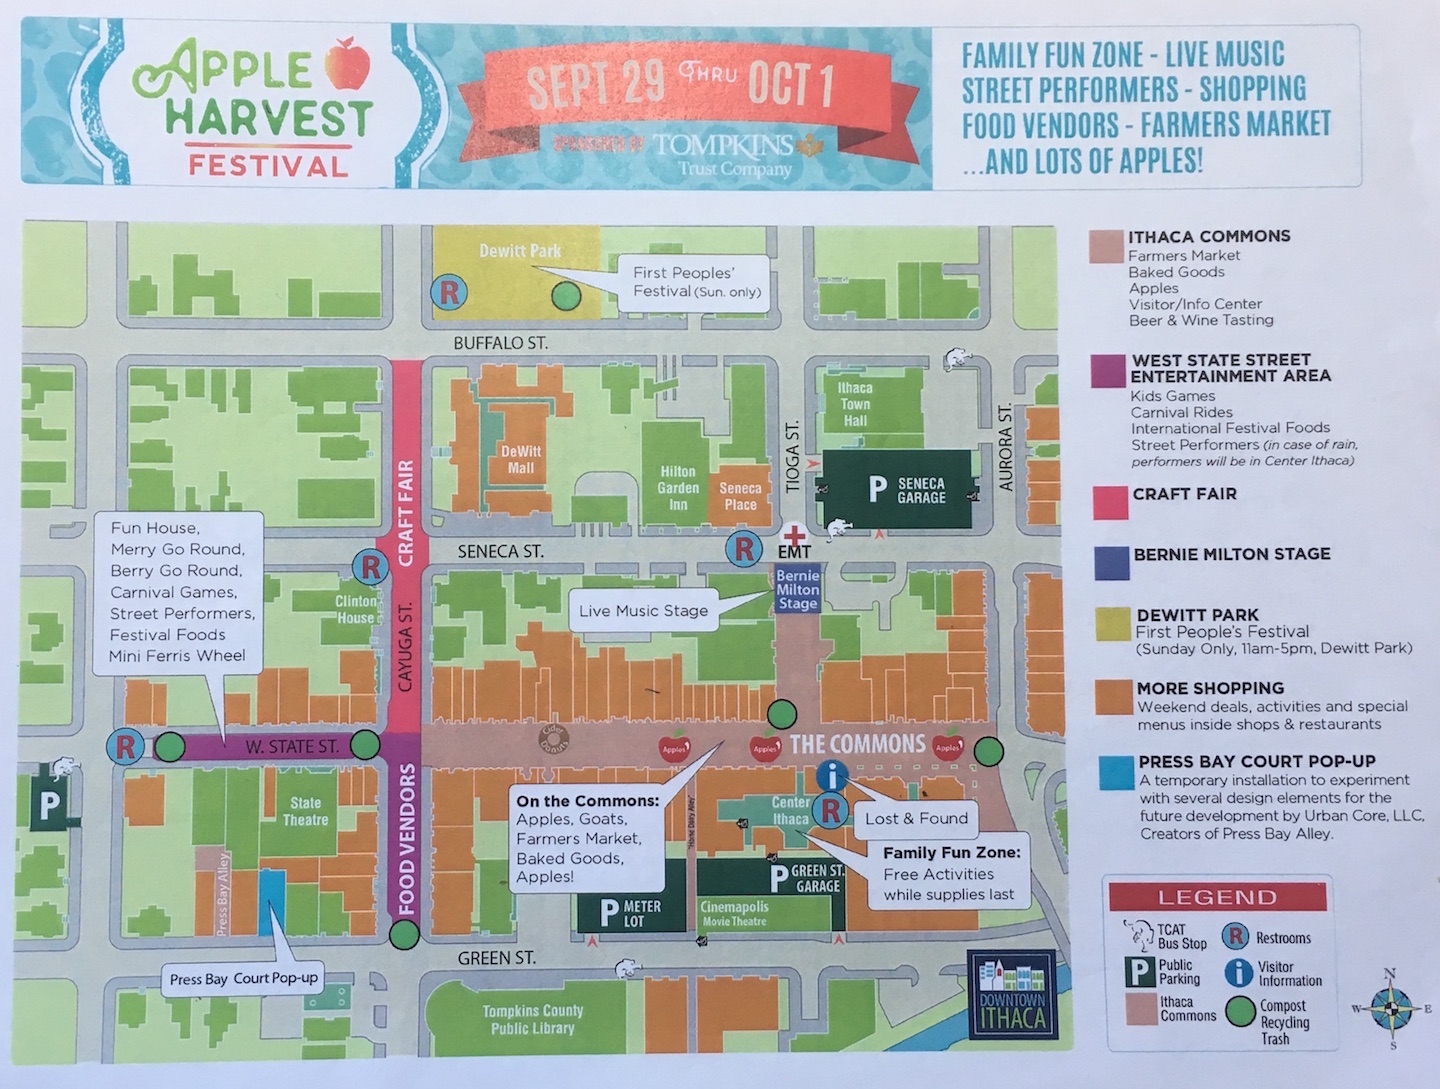 APPLE
HARVEST
FESTIVAL
SEPT 29 THRU OCT 1
SPONSORED BY TOMPKINS
Trust Company
FAMILY FUN ZONE - LIVE MUSIC
STREET PERFORMERS - SHOPPING
FOOD VENDORS - FARMERS MARKET
...AND LOTS OF APPLES!
Dewitt Park
R
First Peoples'
Festival (Sun. only)
BUFFALO ST.
CRAFT FAIR
DeWitt
Mall
Hilton
Garden
Inn
Seneca
Place
TIOGA ST.
Ithaca
Town
Hall
P SENECA
GARAGE
AURORA ST.
Fun House,
Merry Go Round,
Berry Go Round,
Carnival Games,
Street Performers,
Festival Foods
Mini Ferris Wheel
R
SENECA ST.
R
EMT
Clinton
House
CAYUGA ST.
Live Music Stage
Bernie
Milton
Stage
R
W. STATE ST.
Cider
Donuts
Apples
Apples
THE COMMONS
Apples
P
State
Theatre
FOOD VENDORS
Press Bay Alley
On the Commons:
Apples, Goats,
Farmers Market,
Baked Goods,
Apples!
"Home Dairy Alley"
Center
Ithaca
i
R
Lost & Found
Family Fun Zone:
Free Activities
while supplies last
P GREEN ST.
GARAGE
P METER
LOT
Cinemapolis
Movie Theatre
Press Bay Court Pop-up
GREEN ST.
Tompkins County
Public Library
DOWNTOWN
ITHACA
ITHACA COMMONS
Farmers Market
Baked Goods
Apples
Visitor/Info Center
Beer & Wine Tasting
WEST STATE STREET
ENTERTAINMENT AREA
Kids Games
Carnival Rides
International Festival Foods
Street Performers (in case of rain,
performers will be in Center Ithaca)
CRAFT FAIR
BERNIE MILTON STAGE
DEWITT PARK
First People's Festival
(Sunday Only, 11am-5pm, Dewitt Park)
MORE SHOPPING
Weekend deals, activities and special
menus inside shops & restaurants
PRESS BAY COURT POP-UP
A temporary installation to experiment
with several design elements for the
future development by Urban Core, LLC,
Creators of Press Bay Alley.
LEGEND
TCAT
Bus Stop
R Restrooms
P Public
Parking
i Visitor
Information
Ithaca
Commons
Compost
Recycling
Trash
N
W E
S